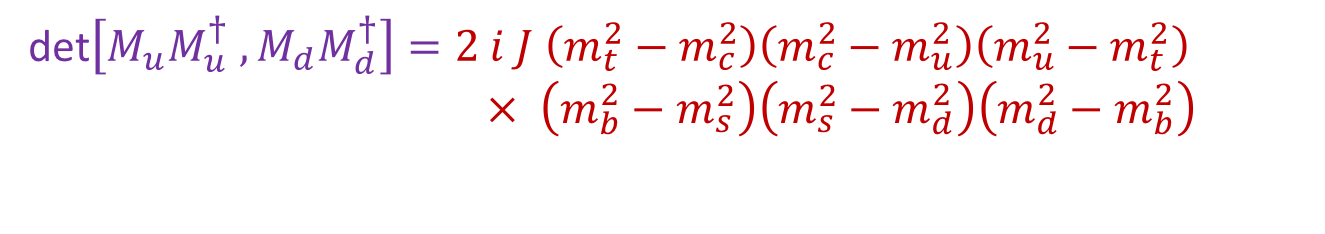 det[M_u M_u^† , M_d M_d^†] = 2 i J (m_t^2 − m_c^2)(m_c^2 − m_u^2)(m_u^2 − m_t^2)
× (m_b^2 − m_s^2)(m_s^2 − m_d^2)(m_d^2 − m_b^2)